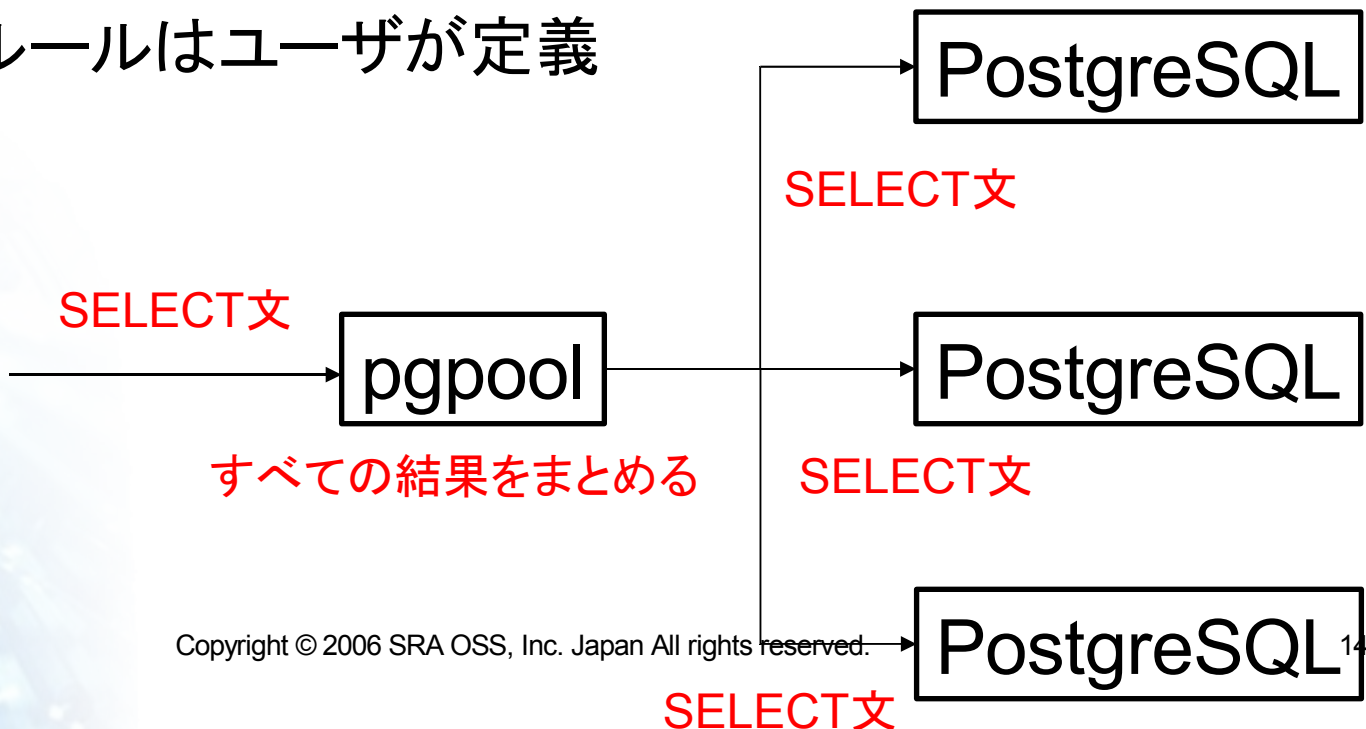 ルールはユーザが定義
PostgreSQL
SELECT文
SELECT文
pgpool
PostgreSQL
すべての結果をまとめる
SELECT文
Copyright © 2006 SRA OSS, Inc. Japan All rights reserved.
PostgreSQL
14
SELECT文